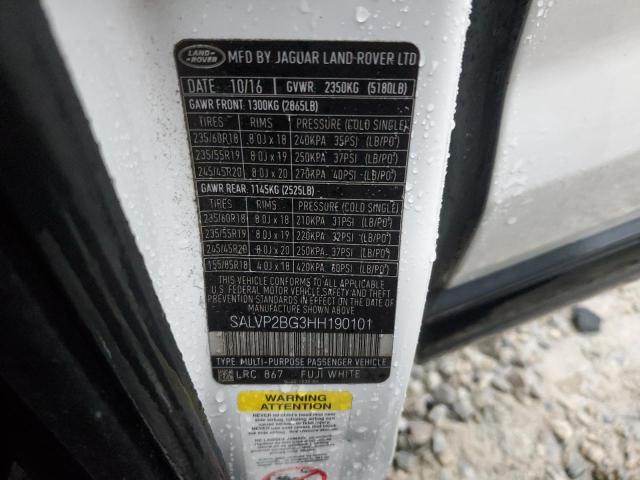 LAND-ROVER
MFD BY JAGUAR LAND-ROVER LTD
DATE 10/16 GVWR: 2350KG (5180LB)
GAWR FRONT: 1300KG (2865LB)
TIRES RIMS PRESSURE (COLD SINGLE)
235/60R18 8.0J x 18 240KPA 35PSI (LB/PO²)
235/55R19 8.0J x 19 250KPA 37PSI (LB/PO²)
245/45R20 8.0J x 20 270KPA 40PSI (LB/PO²)
GAWR REAR: 1145KG (2525LB)
TIRES RIMS PRESSURE (COLD SINGLE)
235/60R18 8.0J x 18 210KPA 31PSI (LB/PO²)
235/55R19 8.0J x 19 220KPA 32PSI (LB/PO²)
245/45R20 8.0J x 20 250KPA 37PSI (LB/PO²)
155/85R18 4.0J x 18 420KPA 60PSI (LB/PO²)
THIS VEHICLE CONFORMS TO ALL APPLICABLE
U.S. FEDERAL MOTOR VEHICLE SAFETY AND
THEFT PREVENTION STANDARDS IN EFFECT ON THE DATE
OF MANUFACTURE SHOWN ABOVE.
SALVP2BG3HH190101
TYPE: MULTI-PURPOSE PASSENGER VEHICLE
LRC 867 FUJI WHITE
WARNING ATTENTION